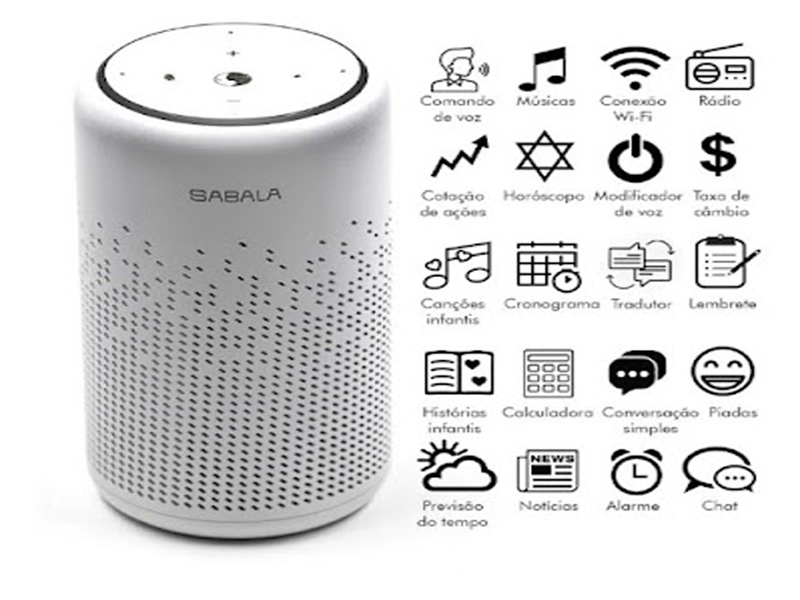 SABALA
Comando de voz
Músicas
Conexão Wi-Fi
Rádio
Cotação de ações
Horóscopo
Modificador de voz
Taxa de câmbio
Canções infantis
Cronograma
Tradutor
Lembrete
Histórias infantis
Calculadora
Conversação simples
Piadas
NEWS
Previsão do tempo
Notícias
Alarme
Chat